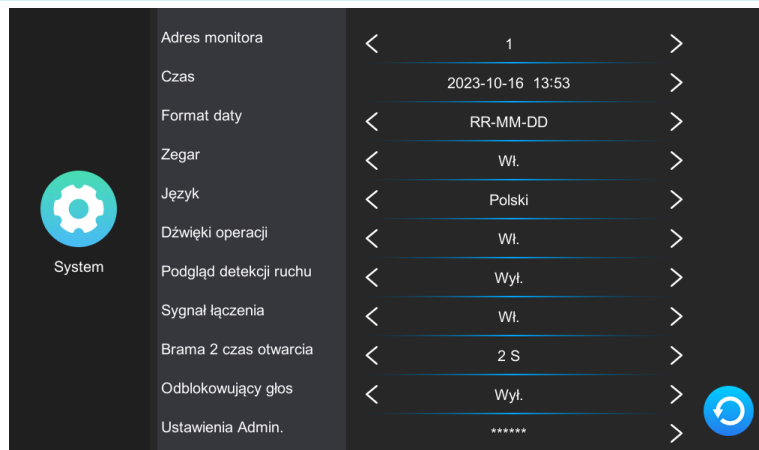 Adres monitora 1
Czas 2023-10-16 13:53
Format daty RR-MM-DD
Zegar Wł.
Język Polski
Dźwięki operacji Wł.
System
Podgląd detekcji ruchu Wył.
Sygnał łączenia Wł.
Brama 2 czas otwarcia 2 S
Odblokowujący głos Wył.
Ustawienia Admin. ******